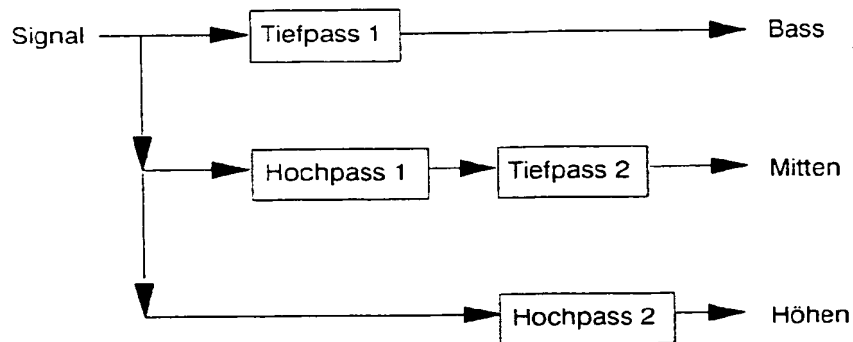 Signal
Tiefpass 1
Bass
Hochpass 1
Tiefpass 2
Mitten
Hochpass 2
Höhen